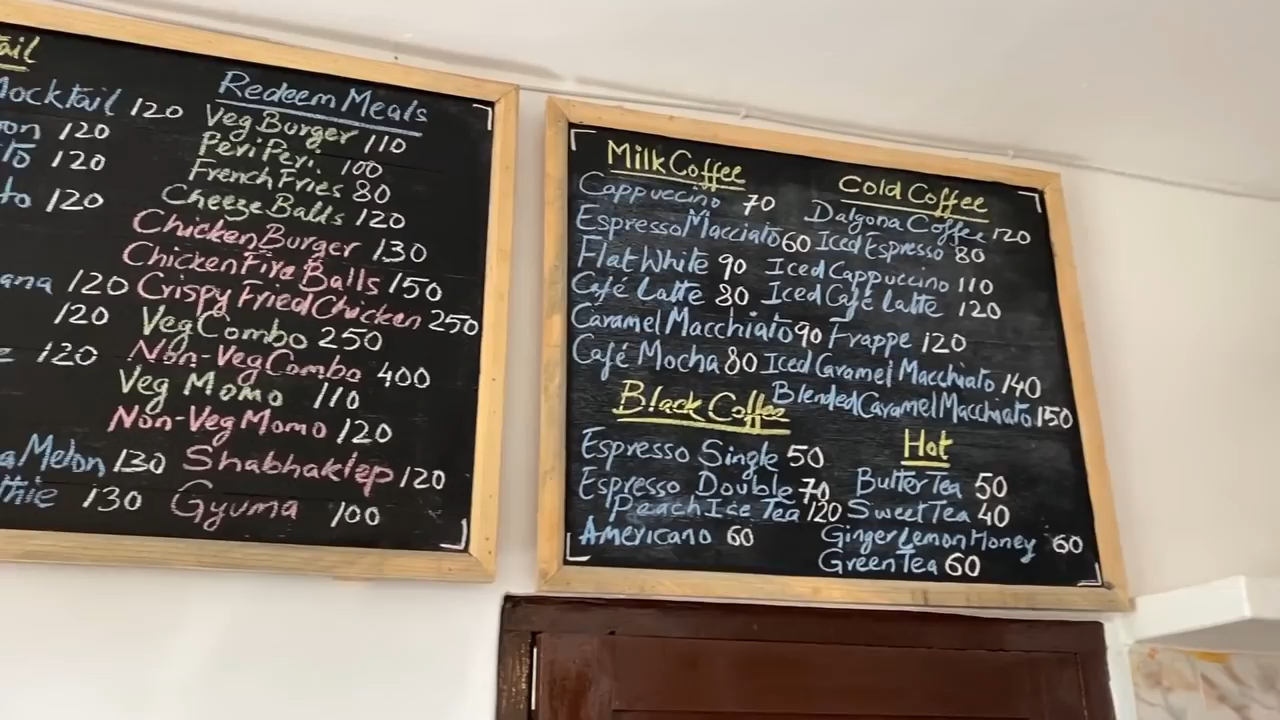 ail
Mocktail 120
120
120
120
120
120
120
Melon 130
130
Redeem Meals
Veg Burger 110
Peri Peri 100
French Fries 80
Cheeze Balls 120
Chicken Burger 130
Chicken Fire Balls 150
Crispy Fried Chicken 250
Veg Combo 250
Non-Veg Combo 400
Veg Momo 110
Non-Veg Momo 120
Shabhaklep 120
Gyuma 100
Milk Coffee
Cappuccino 70
Espresso Macciato 60
Flat White 90
Café Latte 80
Caramel Macchiato 90
Café Mocha 80
Black Coffee
Espresso Single 50
Espresso Double 70
Peach Ice Tea 120
Americano 60
Cold Coffee
Dalgona Coffee 120
Iced Espresso 80
Iced Cappuccino 110
Iced Café Latte 120
Frappe 120
Iced Caramel Macchiato 140
Blended Caramel Macchiato 150
Hot
Butter Tea 50
Sweet Tea 40
Ginger Lemon Honey 60
Green Tea 60